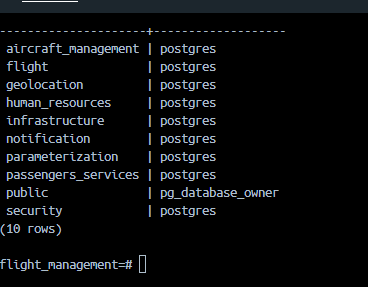 ---------------------+-------------------
aircraft_management | postgres
flight | postgres
geolocation | postgres
human_resources | postgres
infrastructure | postgres
notification | postgres
parameterization | postgres
passengers_services | postgres
public | pg_database_owner
security | postgres
(10 rows)
flight_management=#